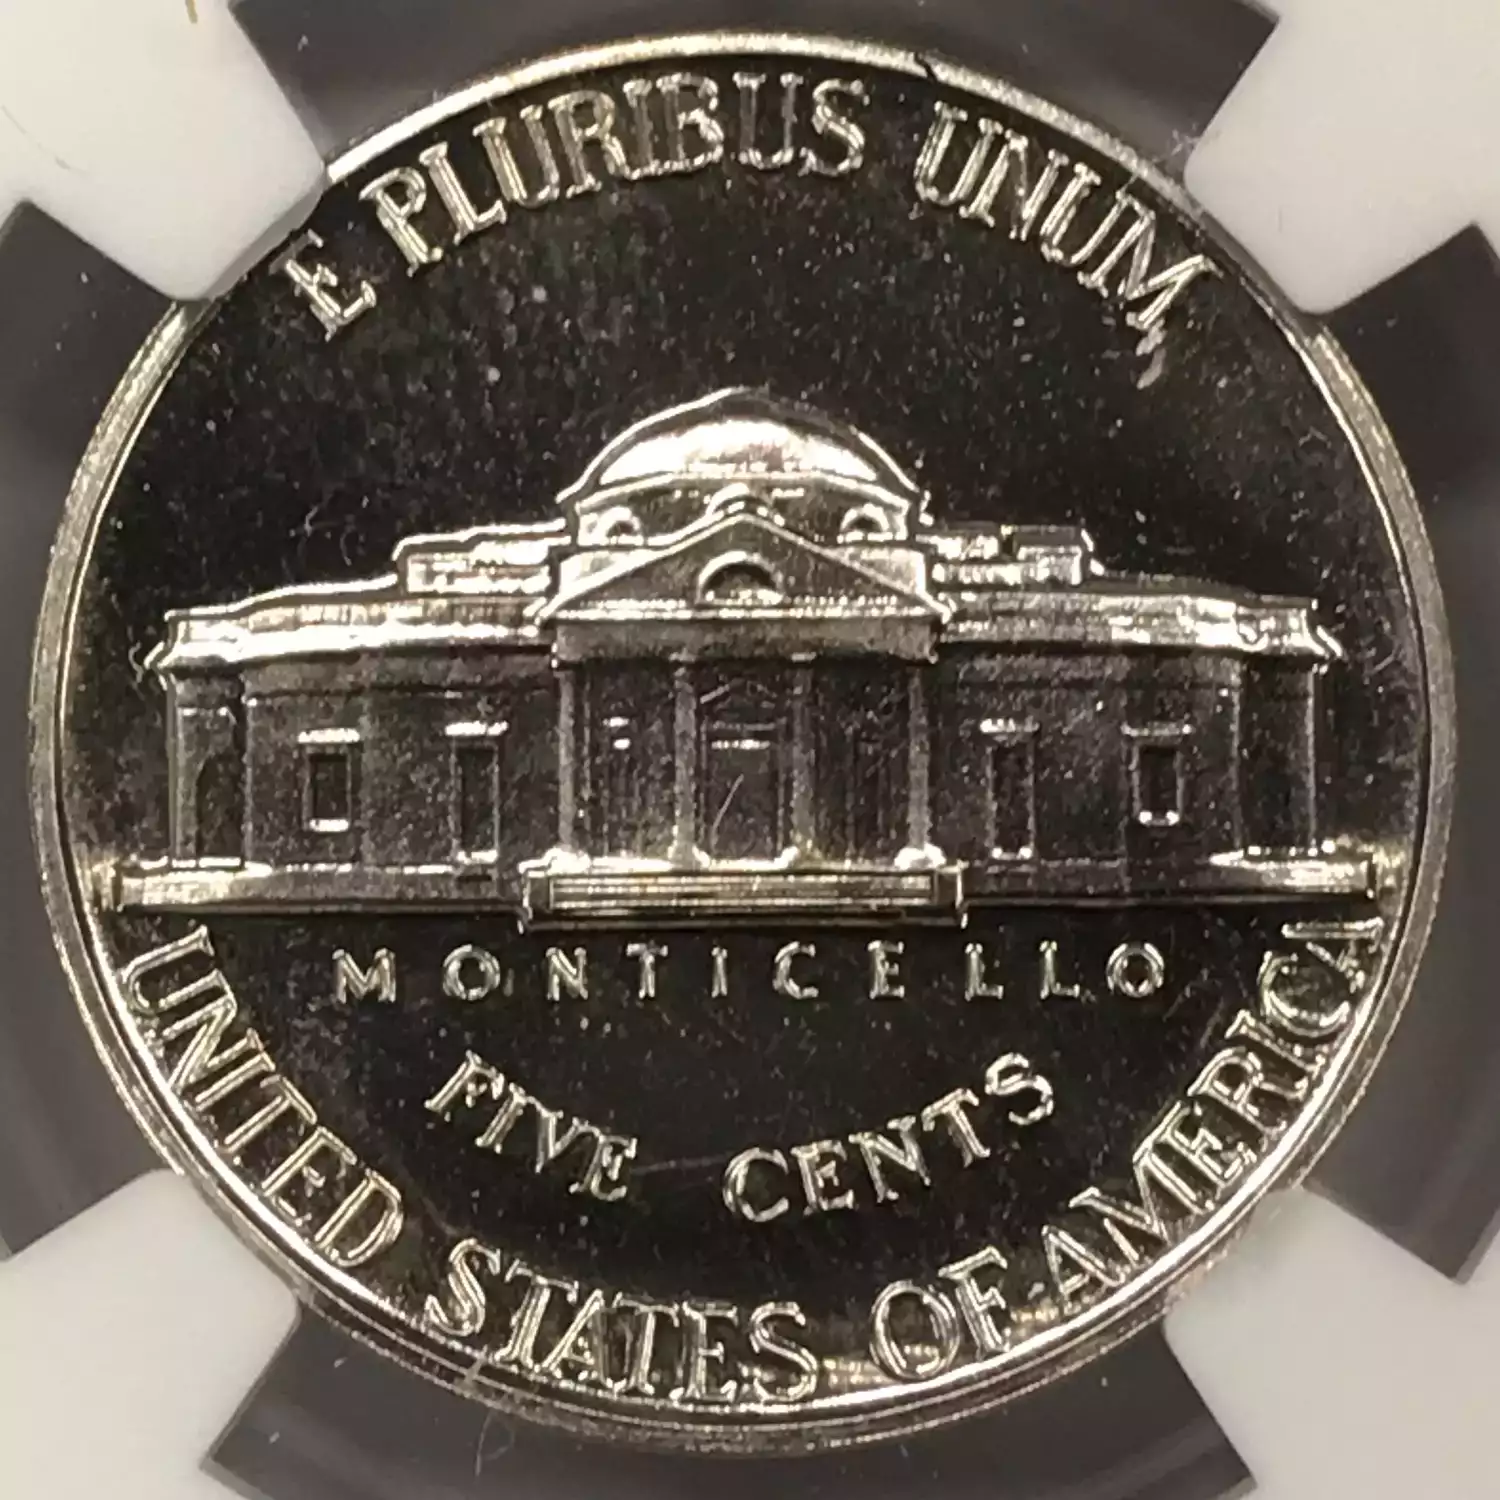 E PLURIBUS UNUM
MONTICELLO
FIVE CENTS
UNITED STATES OF AMERICA